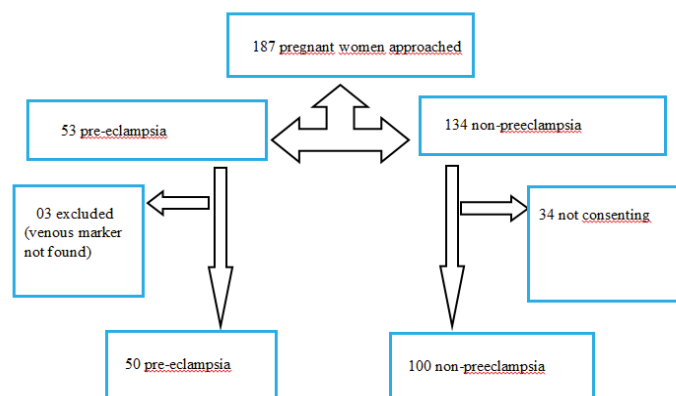 187 pregnant women approached
53 pre-eclampsia
134 non-preeclampsia
03 excluded
(venous marker
not found)
34 not consenting
50 pre-eclampsia
100 non-preeclampsia